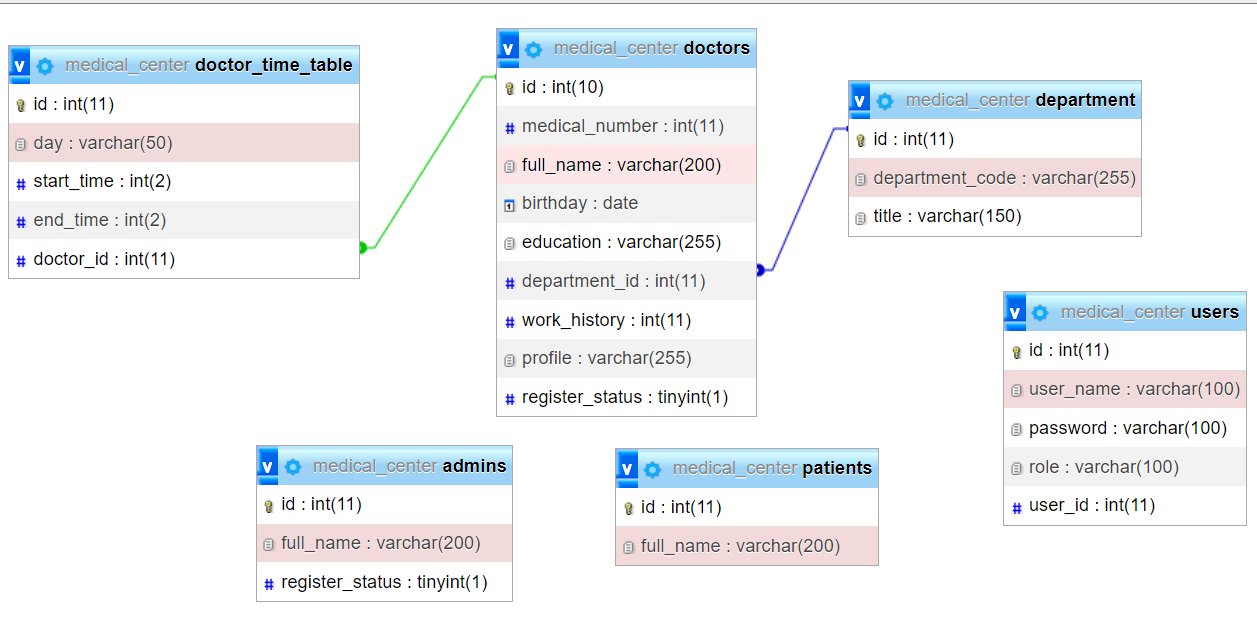 v medical_center doctor_time_table
id : int(11)
day : varchar(50)
start_time : int(2)
end_time : int(2)
doctor_id : int(11)
v medical_center doctors
id : int(10)
medical_number : int(11)
full_name : varchar(200)
birthday : date
education : varchar(255)
department_id : int(11)
work_history : int(11)
profile : varchar(255)
register_status : tinyint(1)
v medical_center department
id : int(11)
department_code : varchar(255)
title : varchar(150)
v medical_center users
id : int(11)
user_name : varchar(100)
password : varchar(100)
role : varchar(100)
user_id : int(11)
v medical_center admins
id : int(11)
full_name : varchar(200)
register_status : tinyint(1)
v medical_center patients
id : int(11)
full_name : varchar(200)